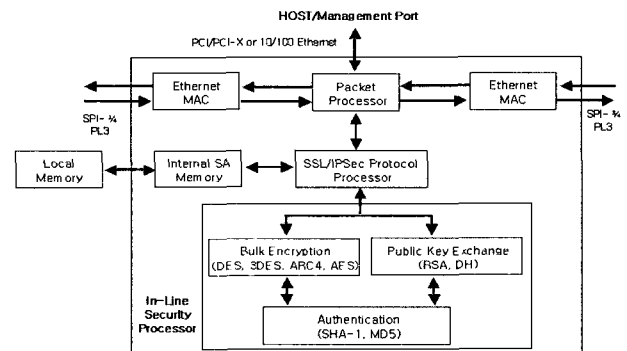 HOST/Management Port
PCI/PCI-X or 10/100 Ethernet
Ethernet
MAC
Packet
Processor
Ethernet
MAC
SPI- ¾
PL3
SPI- ¾
PL3
Local
Memory
Internal SA
Memory
SSL/IPSec Protocol
Processor
Bulk Encryption
(DES, 3DES, ARC4, AES)
Public Key Exchange
(RSA, DH)
In-Line
Security
Processor
Authentication
(SHA-1, MD5)